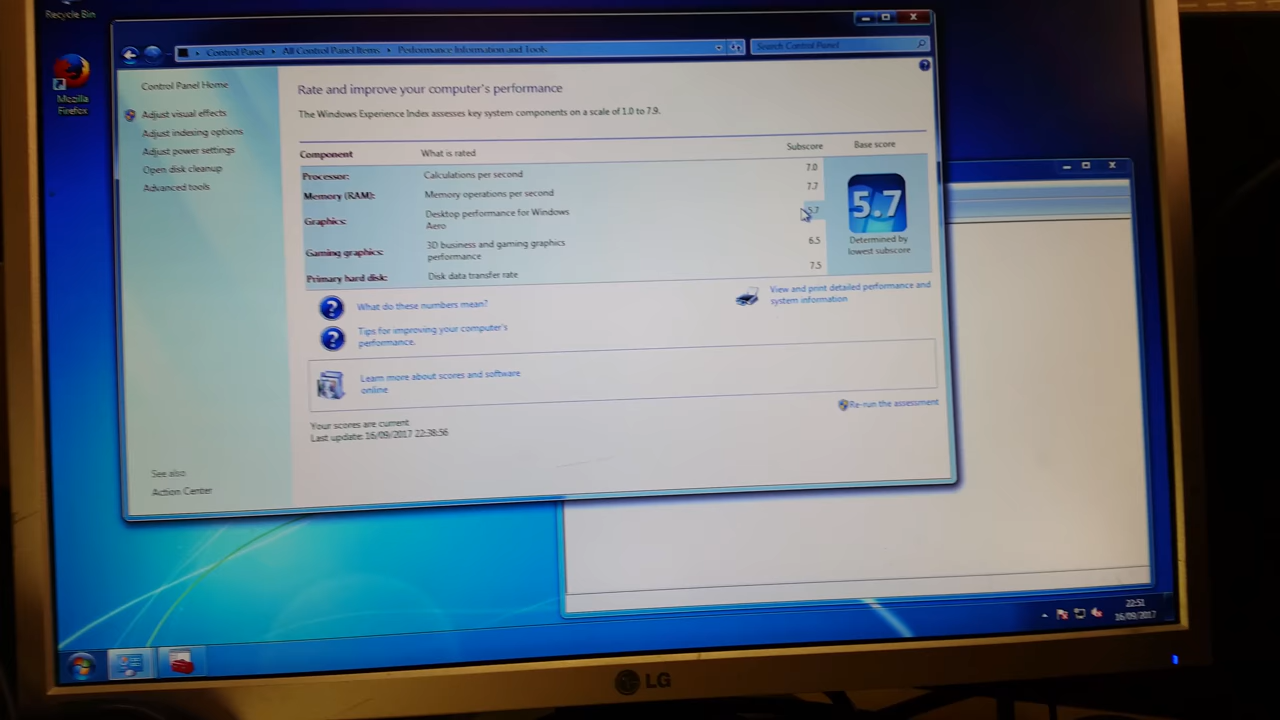 Recycle Bin
Mozilla
Firefox
Control Panel
All Control Panel Items
Performance Information and Tools
Search Control Panel
Control Panel Home
Adjust visual effects
Adjust indexing options
Adjust power settings
Open disk cleanup
Advanced tools
See also
Action Center
Rate and improve your computer's performance
The Windows Experience Index assesses key system components on a scale of 1.0 to 7.9.
Component What is rated Subscore Base score
Processor: Calculations per second 7.0
Memory (RAM): Memory operations per second 7.7
Graphics: Desktop performance for Windows Aero 5.7
Gaming graphics: 3D business and gaming graphics performance 6.5
Primary hard disk: Disk data transfer rate 7.5
5.7
Determined by
lowest subscore
What do these numbers mean?
Tips for improving your computer's
performance.
View and print detailed performance and
system information
Learn more about scores and software
online
Your scores are current
Last update: 16/09/2017 22:38:56
Re-run the assessment
22:51
16/09/2017
LG